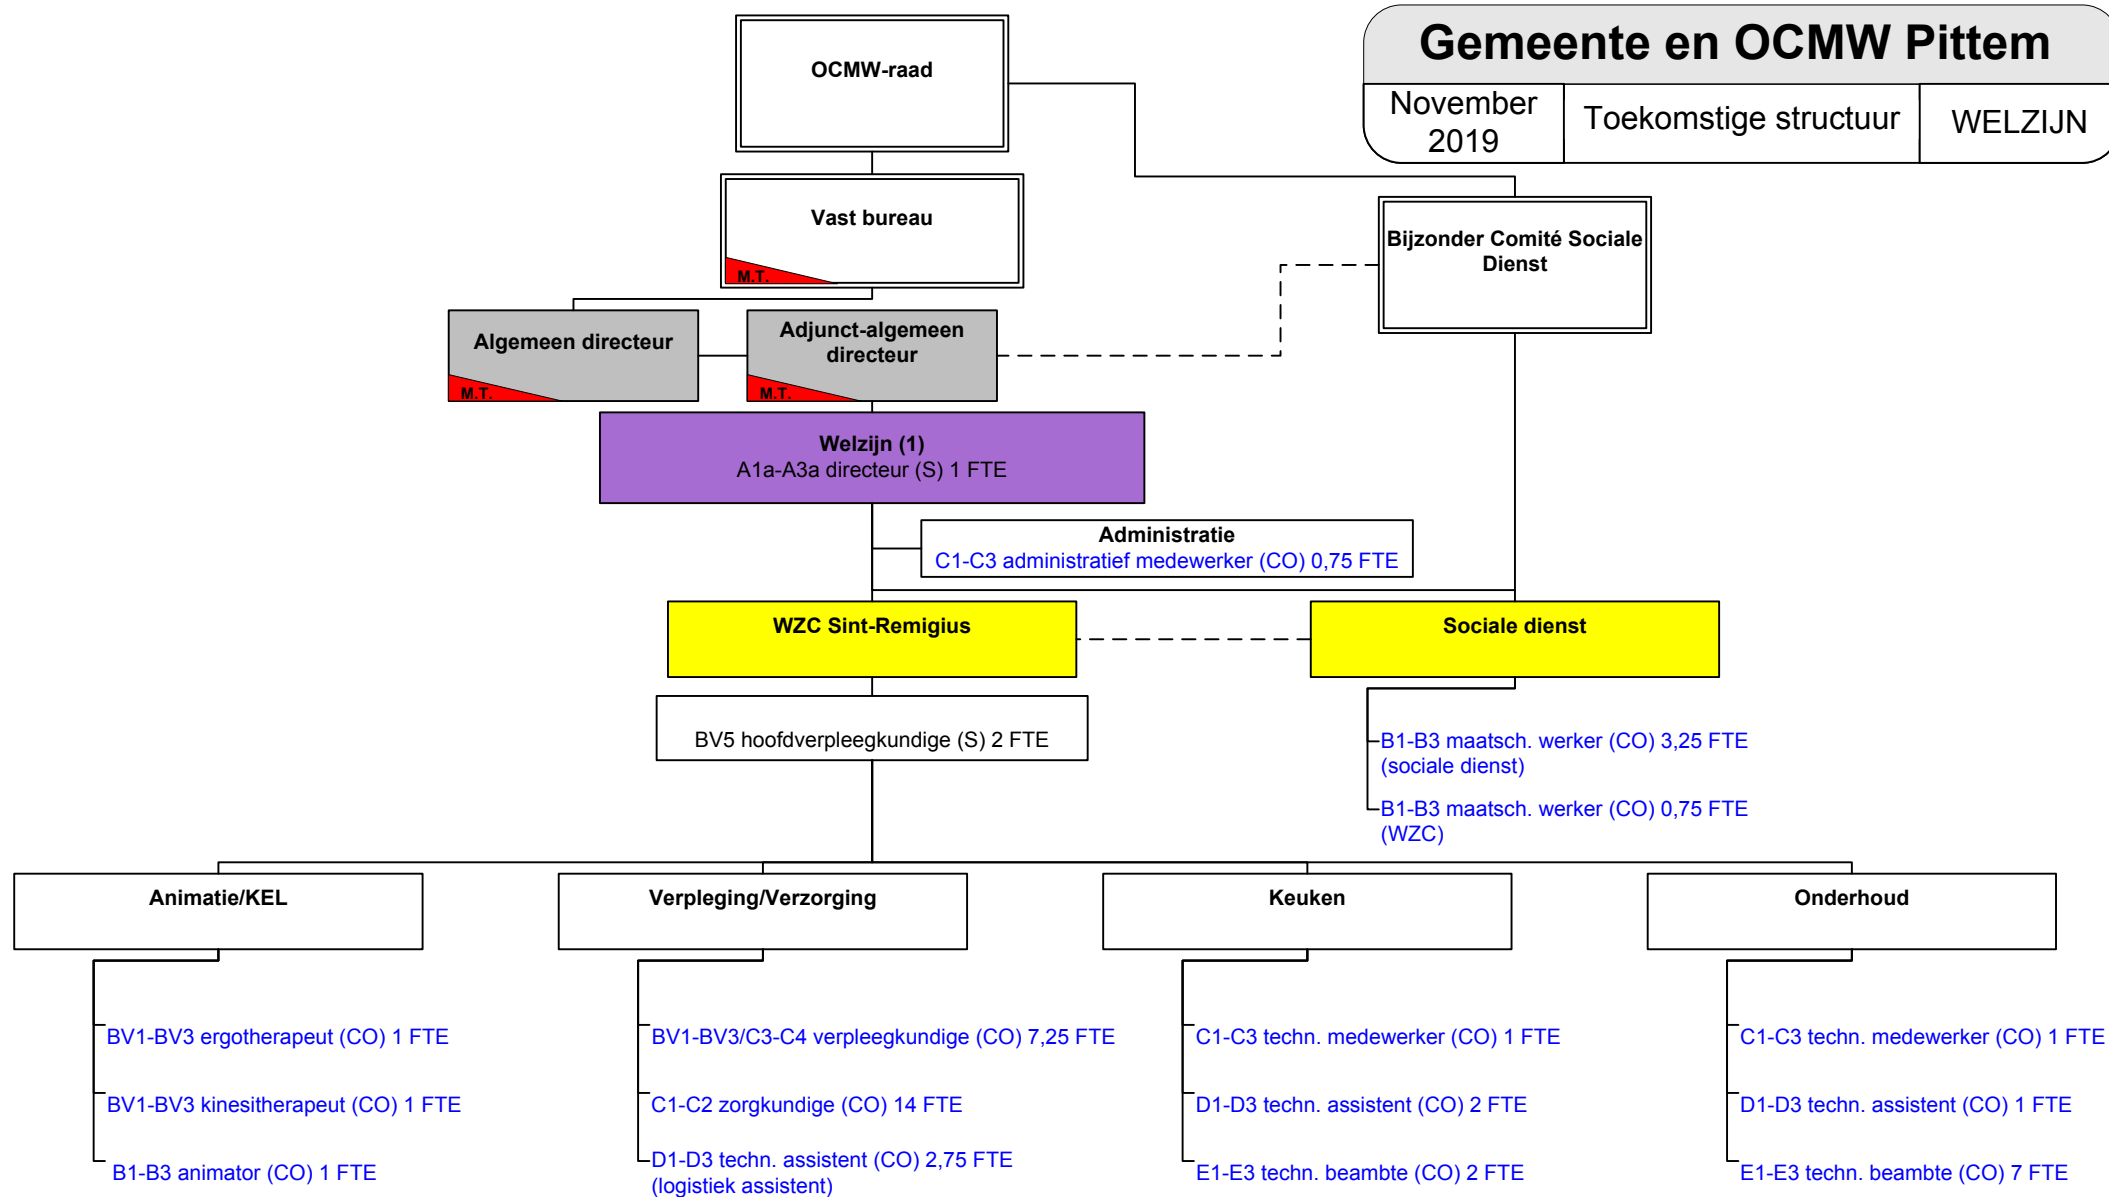 Gemeente en OCMW Pittem
November
2019
Toekomstige structuur
WELZIJN
OCMW-raad
Vast bureau
M.T.
Bijzonder Comité Sociale
Dienst
Algemeen directeur
M.T.
Adjunct-algemeen
directeur
M.T.
Welzijn (1)
A1a-A3a directeur (S) 1 FTE
Administratie
C1-C3 administratief medewerker (CO) 0,75 FTE
WZC Sint-Remigius
Sociale dienst
BV5 hoofdverpleegkundige (S) 2 FTE
B1-B3 maatsch. werker (CO) 3,25 FTE
(sociale dienst)
B1-B3 maatsch. werker (CO) 0,75 FTE
(WZC)
Animatie/KEL
BV1-BV3 ergotherapeut (CO) 1 FTE
BV1-BV3 kinesitherapeut (CO) 1 FTE
B1-B3 animator (CO) 1 FTE
Verpleging/Verzorging
BV1-BV3/C3-C4 verpleegkundige (CO) 7,25 FTE
C1-C2 zorgkundige (CO) 14 FTE
D1-D3 techn. assistent (CO) 2,75 FTE
(logistiek assistent)
Keuken
C1-C3 techn. medewerker (CO) 1 FTE
D1-D3 techn. assistent (CO) 2 FTE
E1-E3 techn. beambte (CO) 2 FTE
Onderhoud
C1-C3 techn. medewerker (CO) 1 FTE
D1-D3 techn. assistent (CO) 1 FTE
E1-E3 techn. beambte (CO) 7 FTE